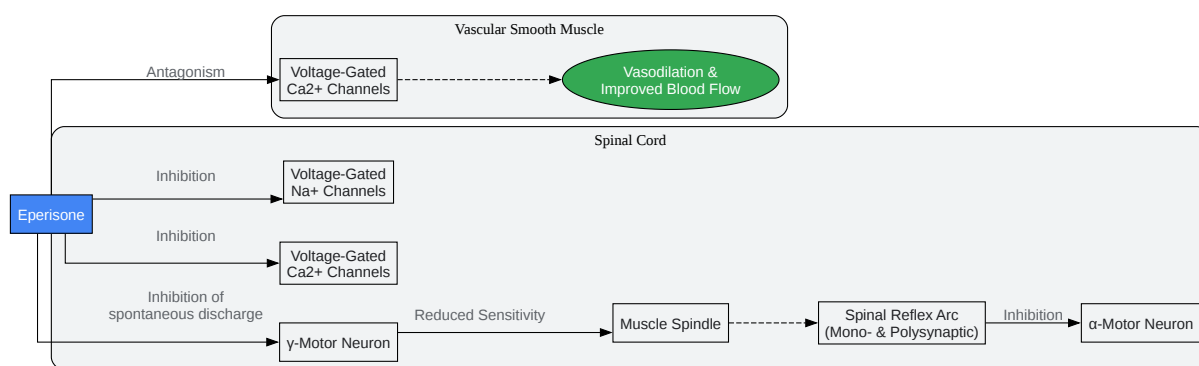 Vascular Smooth Muscle
Antagonism
Voltage-Gated
Ca2+ Channels
Vasodilation &
Improved Blood Flow
Spinal Cord
Inhibition
Voltage-Gated
Na+ Channels
Eperisone
Inhibition
Voltage-Gated
Ca2+ Channels
Inhibition of
spontaneous discharge
γ-Motor Neuron
Reduced Sensitivity
Muscle Spindle
Spinal Reflex Arc
(Mono- & Polysynaptic)
Inhibition
α-Motor Neuron